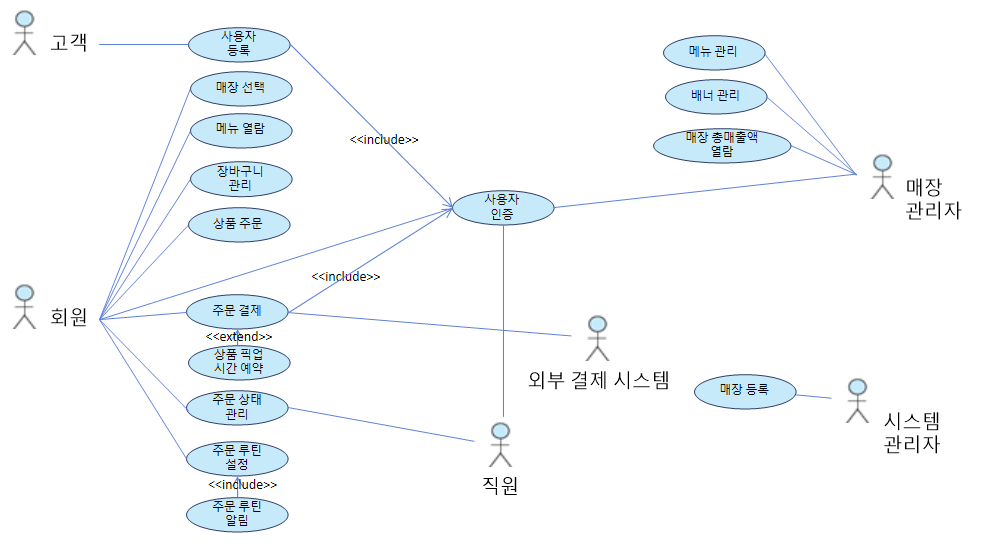 고객
사용자
등록
매장 선택
메뉴 열람
장바구니
관리
상품 주문
<<include>>
사용자
인증
메뉴 관리
배너 관리
매장 총매출액
열람
매장
관리자
회원
<<include>>
주문 결제
<<extend>>
상품 픽업
시간 예약
외부 결제 시스템
주문 상태
관리
매장 등록
시스템
관리자
주문 루틴
설정
직원
<<include>>
주문 루틴
알림